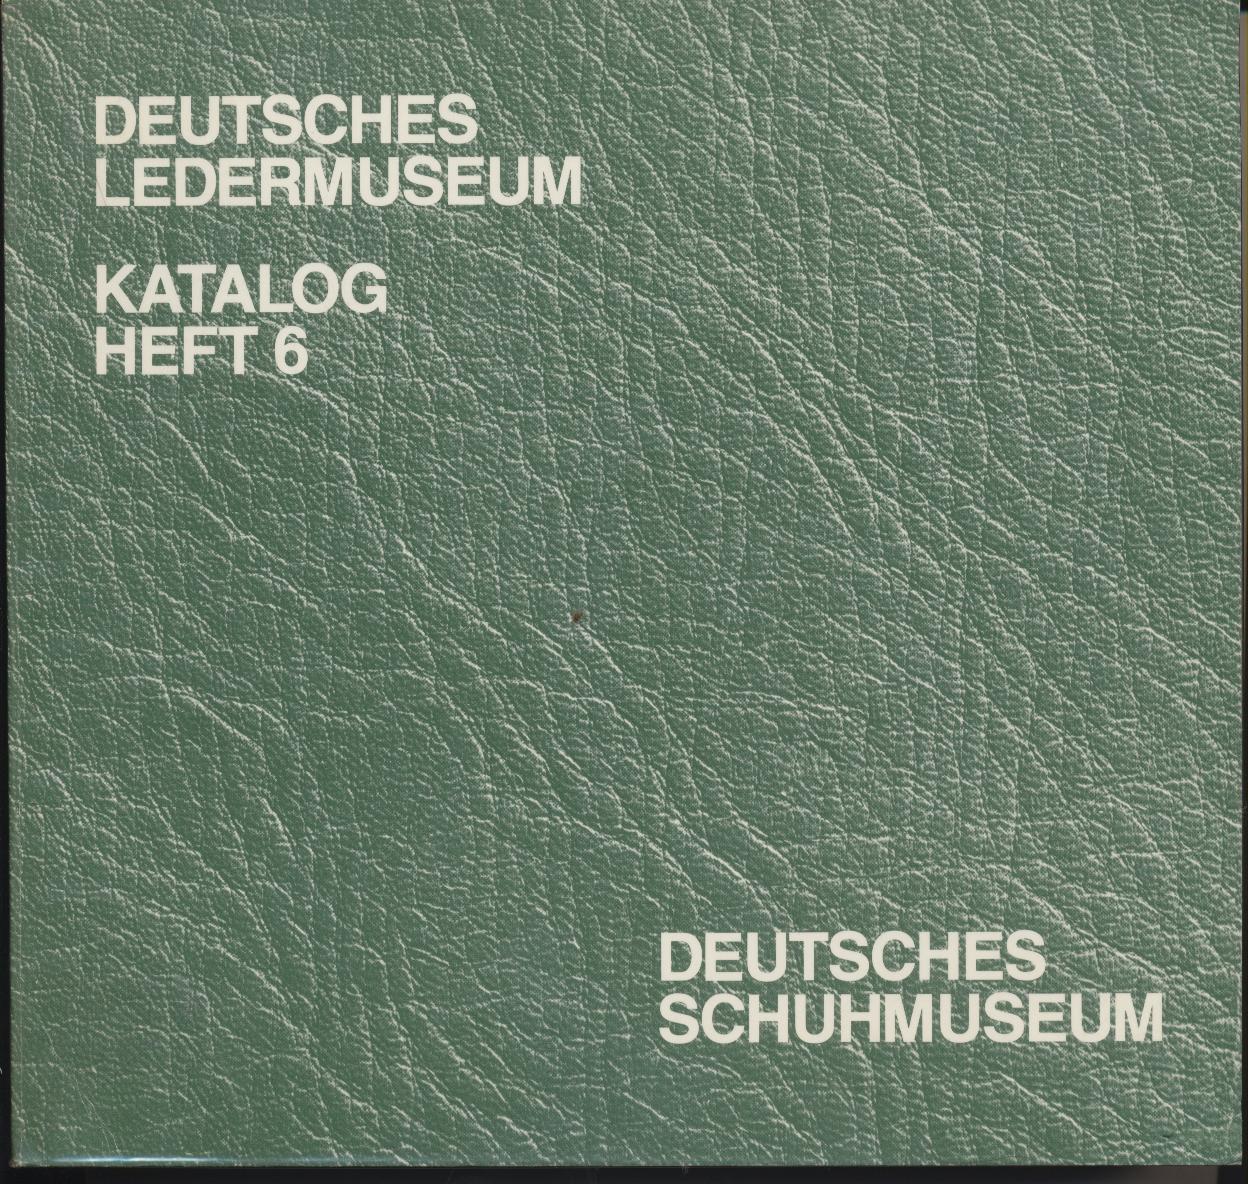 DEUTSCHES
LEDERMUSEUM
KATALOG
HEFT 6
DEUTSCHES
SCHUHMUSEUM